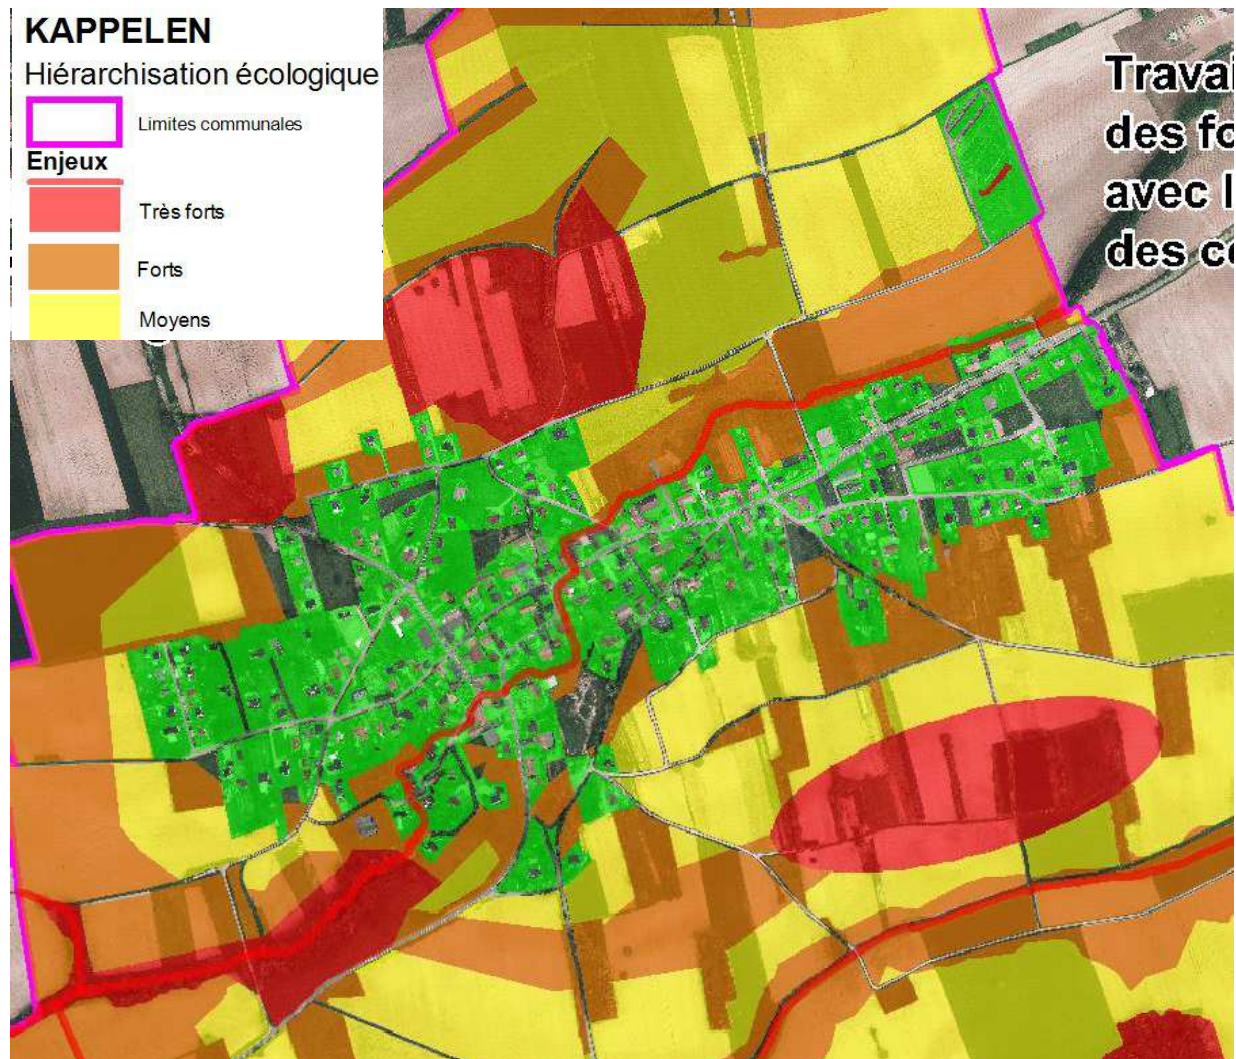 KAPPELEN
Hiérarchisation écologique
Limites communales
Enjeux
Très forts
Forts
Moyens
Travai
des fo
avec l
des c